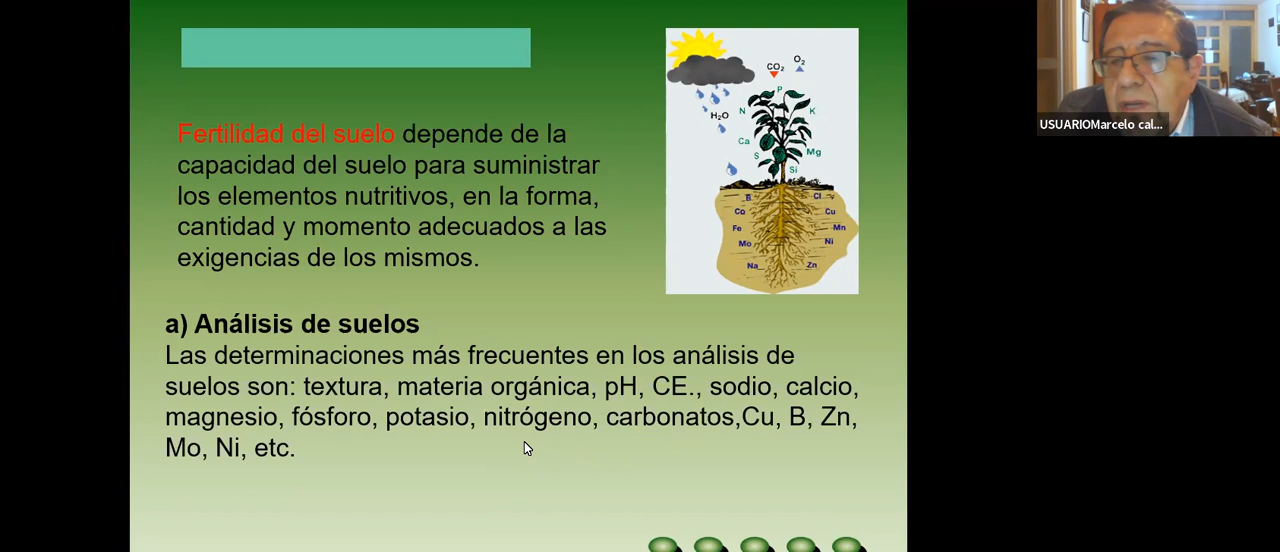 Fertilidad del suelo depende de la
capacidad del suelo para suministrar
los elementos nutritivos, en la forma,
cantidad y momento adecuados a las
exigencias de los mismos.
CO₂
O₂
P
N
K
H₂O
Ca
S
Mg
Si
B
Cl
Co
Cu
Fe
Mn
Mo
Ni
Na
Zn
a) Análisis de suelos
Las determinaciones más frecuentes en los análisis de
suelos son: textura, materia orgánica, pH, CE., sodio, calcio,
magnesio, fósforo, potasio, nitrógeno, carbonatos,Cu, B, Zn,
Mo, Ni, etc.
USUARIOMarcelo cal...